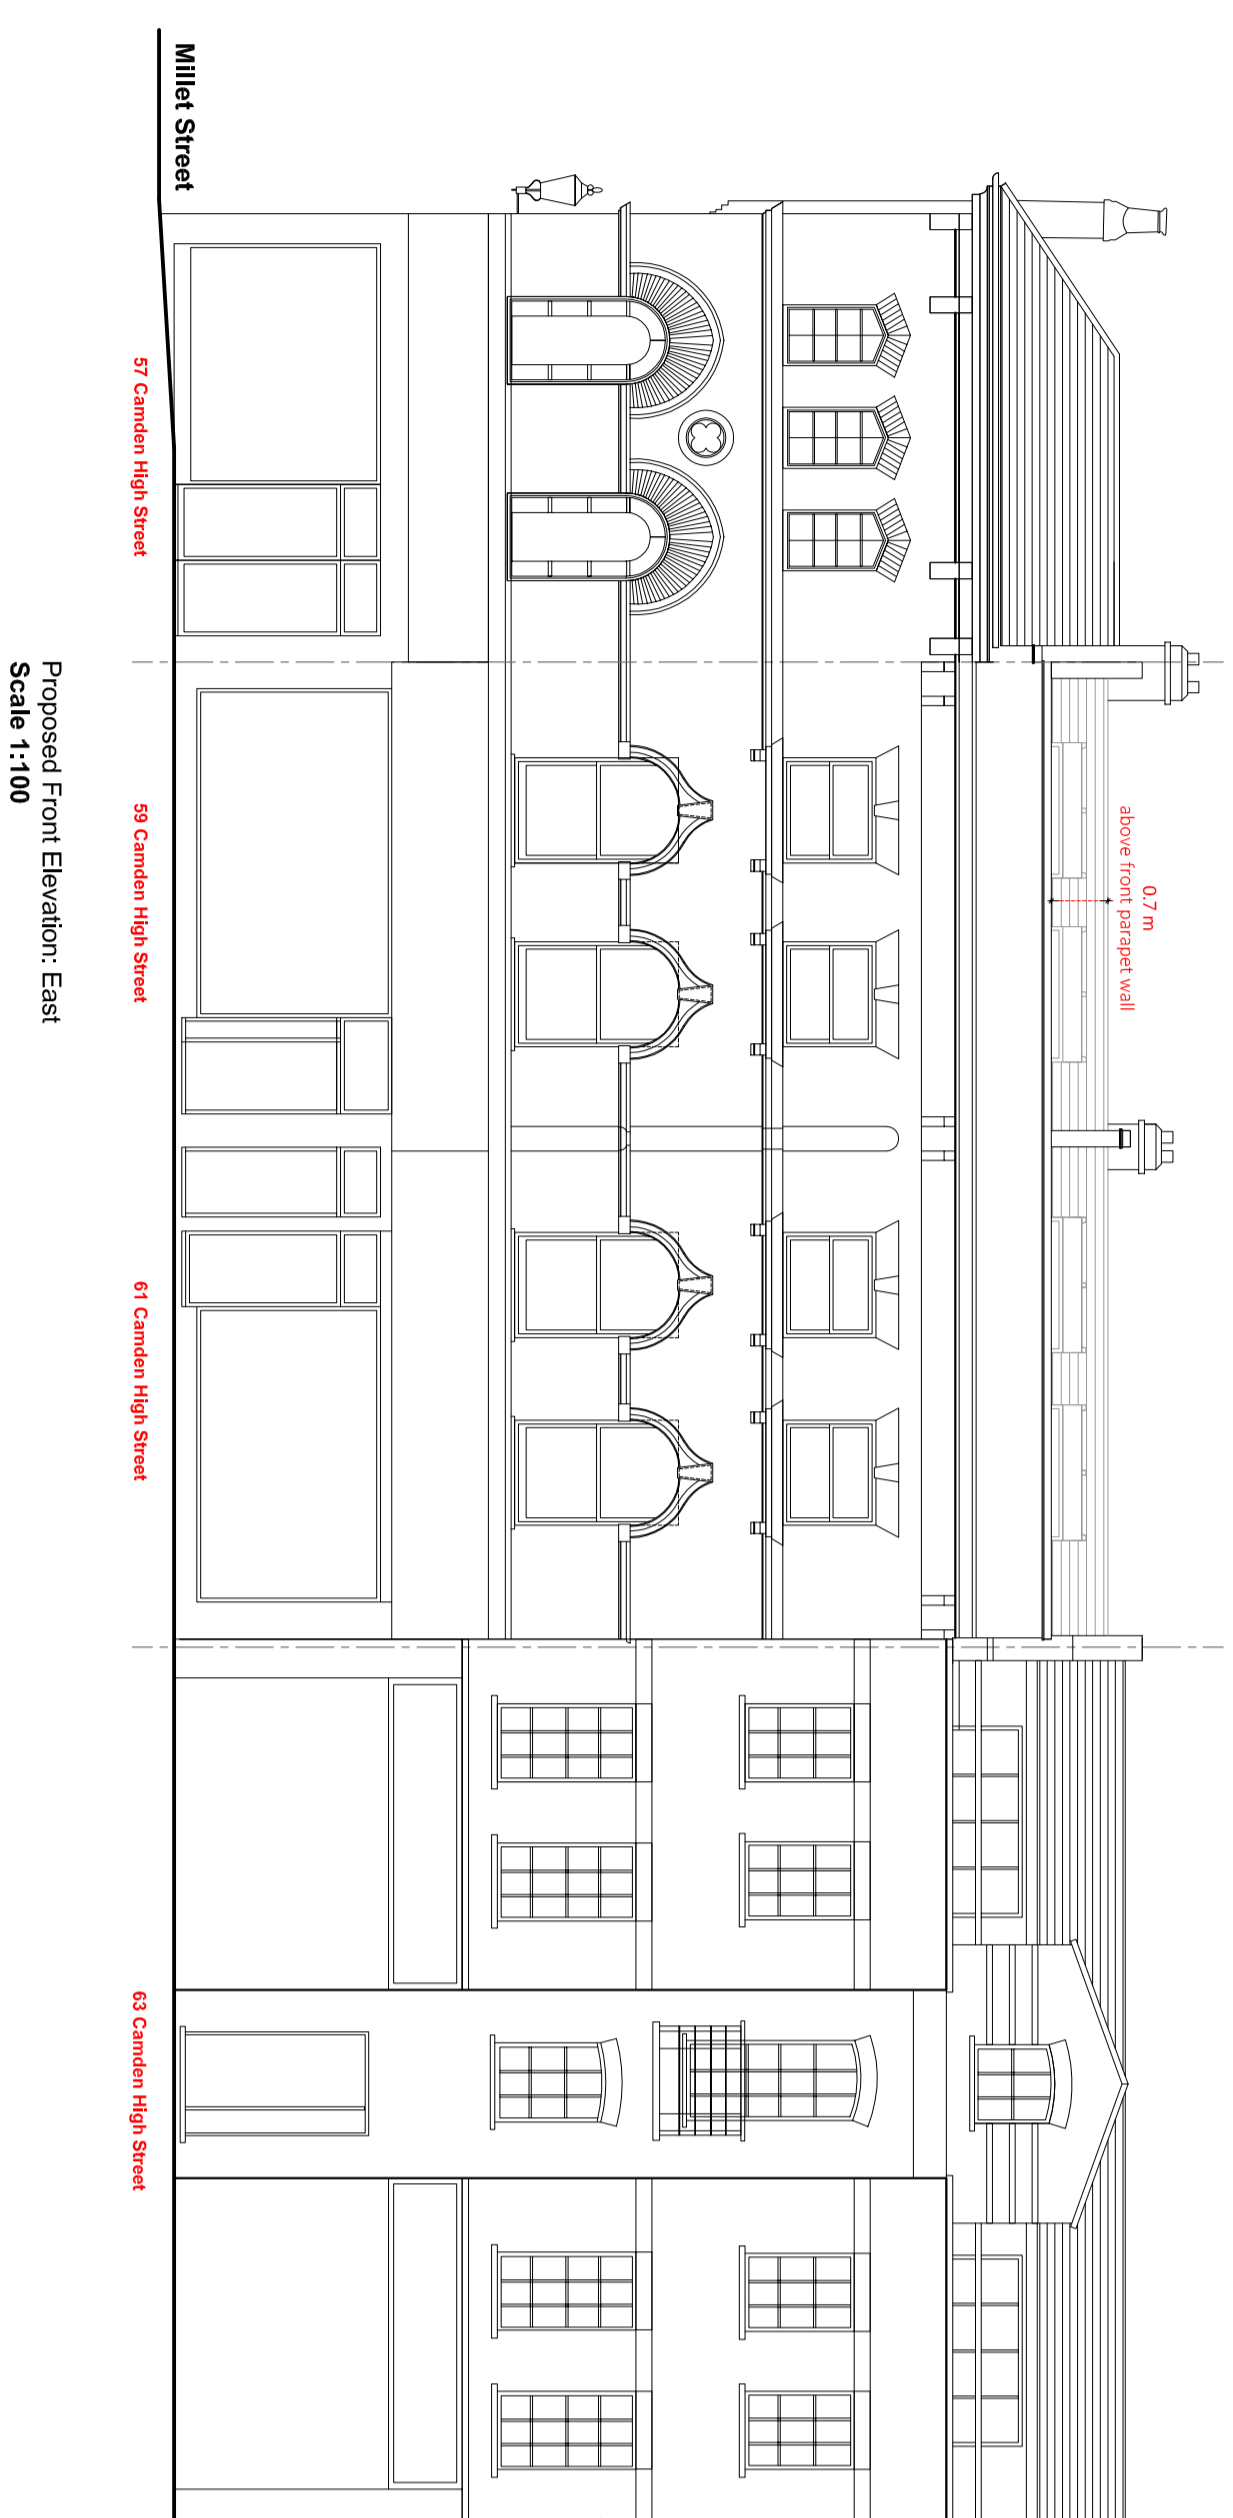 0.7 m
above front parapet wall
Millet Street
57 Camden High Street
59 Camden High Street
61 Camden High Street
63 Camden High Street
Proposed Front Elevation: East
Scale 1:100